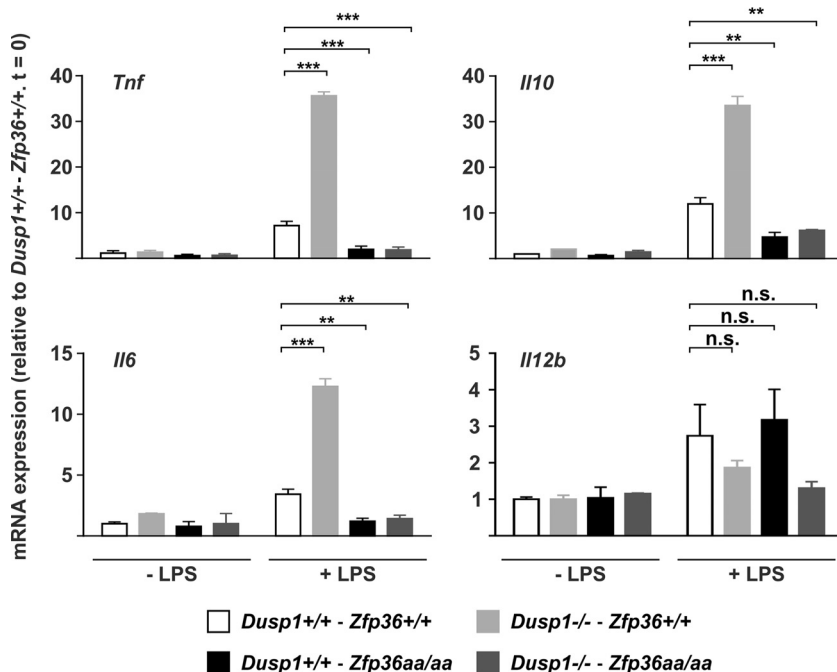 mRNA expression (relative to Dusp1+/+- Zfp36+/+. t = 0)
Tnf
***
***
***
40
30
20
10
Il10
**
**
***
40
30
20
10
Il6
**
**
***
15
10
5
Il12b
n.s.
n.s.
n.s.
5
4
3
2
1
- LPS
+ LPS
- LPS
+ LPS
Dusp1+/+ - Zfp36+/+
Dusp1-/- - Zfp36+/+
Dusp1+/+ - Zfp36aa/aa
Dusp1-/- - Zfp36aa/aa